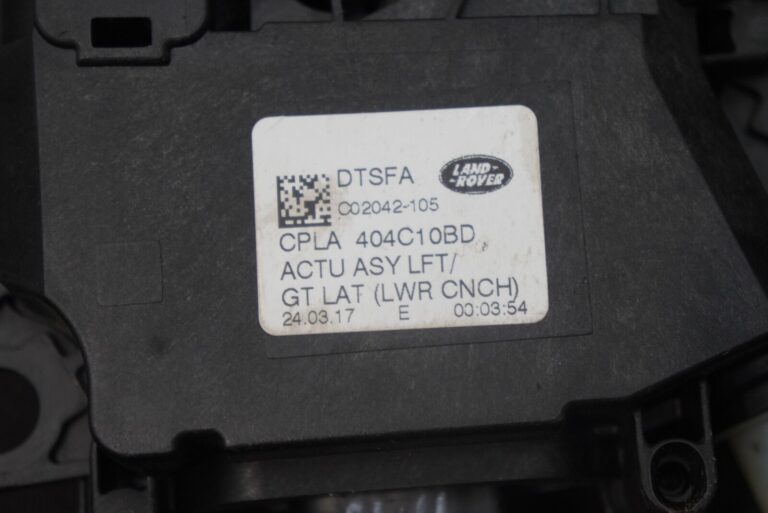 DTSFA
LAND-
-ROVER
C02042-105
CPLA 404C10BD
ACTU ASY LFT/
GT LAT (LWR CNCH)
24.03.17 E 00:03:54